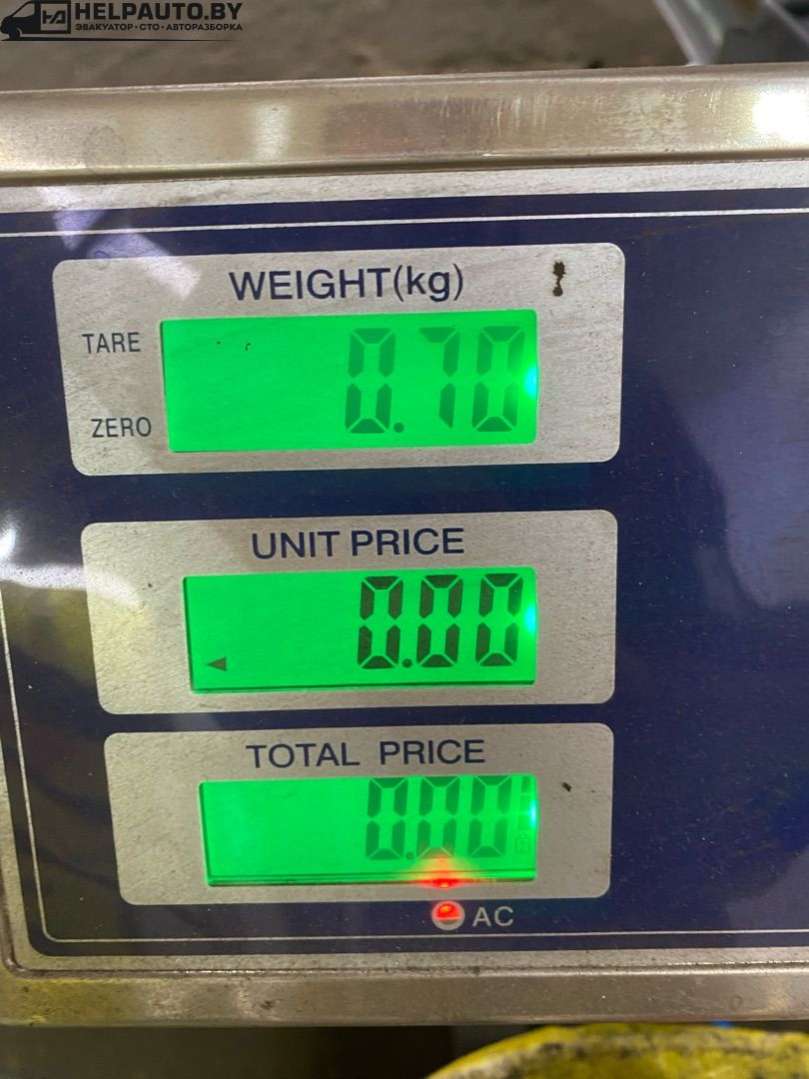 HELPAUTO.BY
ЭВАКУАТОР • СТО • АВТОРАЗБОРКА
WEIGHT(kg)
TARE
0.70
ZERO
UNIT PRICE
0.00
TOTAL PRICE
0.00
AC